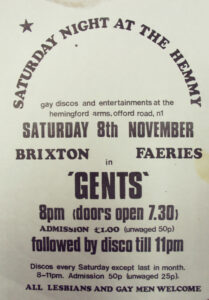 SATURDAY NIGHT AT THE HEMMY
gay discos and entertainments at the
hemingford arms, offord road, n1
SATURDAY 8th NOVEMBER
BRIXTON FAERIES
in
'GENTS'
8pm (doors open 7.30)
ADMISSION £1.00 (unwaged 50p)
followed by disco till 11pm
Discos every Saturday except last in month.
8-11pm. Admission 50p (unwaged 25p).
ALL LESBIANS AND GAY MEN WELCOME